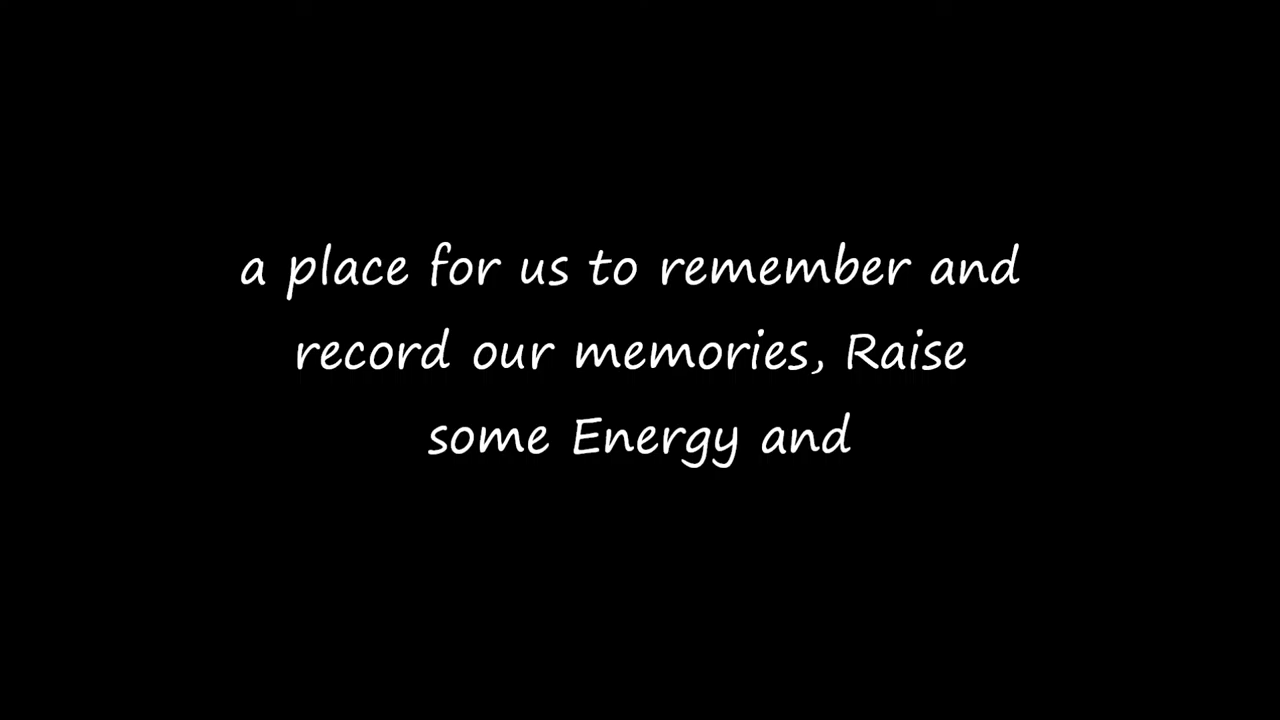 a place for us to remember and
record our memories, Raise
some Energy and